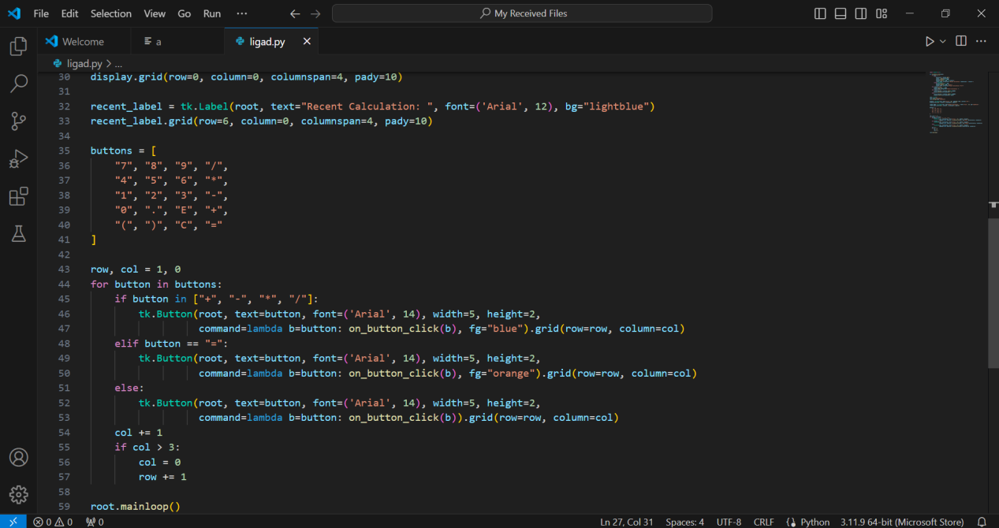 File Edit Selection View Go Run ··· My Received Files
Welcome a ligad.py
ligad.py > ...
30 display.grid(row=0, column=0, columnspan=4, pady=10)
31
32 recent_label = tk.Label(root, text="Recent Calculation: ", font=('Arial', 12), bg="lightblue")
33 recent_label.grid(row=6, column=0, columnspan=4, pady=10)
34
35 buttons = [
36     "7", "8", "9", "/",
37     "4", "5", "6", "*",
38     "1", "2", "3", "-",
39     "0", ".", "E", "+",
40     "(", ")", "C", "="
41 ]
42
43 row, col = 1, 0
44 for button in buttons:
45     if button in ["+", "-", "*", "/"]:
46         tk.Button(root, text=button, font=('Arial', 14), width=5, height=2,
47                   command=lambda b=button: on_button_click(b), fg="blue").grid(row=row, column=col)
48     elif button == "=":
49         tk.Button(root, text=button, font=('Arial', 14), width=5, height=2,
50                   command=lambda b=button: on_button_click(b), fg="orange").grid(row=row, column=col)
51     else:
52         tk.Button(root, text=button, font=('Arial', 14), width=5, height=2,
53                   command=lambda b=button: on_button_click(b)).grid(row=row, column=col)
54     col += 1
55     if col > 3:
56         col = 0
57         row += 1
58
59 root.mainloop()
0 0 0 Ln 27, Col 31 Spaces: 4 UTF-8 CRLF Python 3.11.9 64-bit (Microsoft Store)